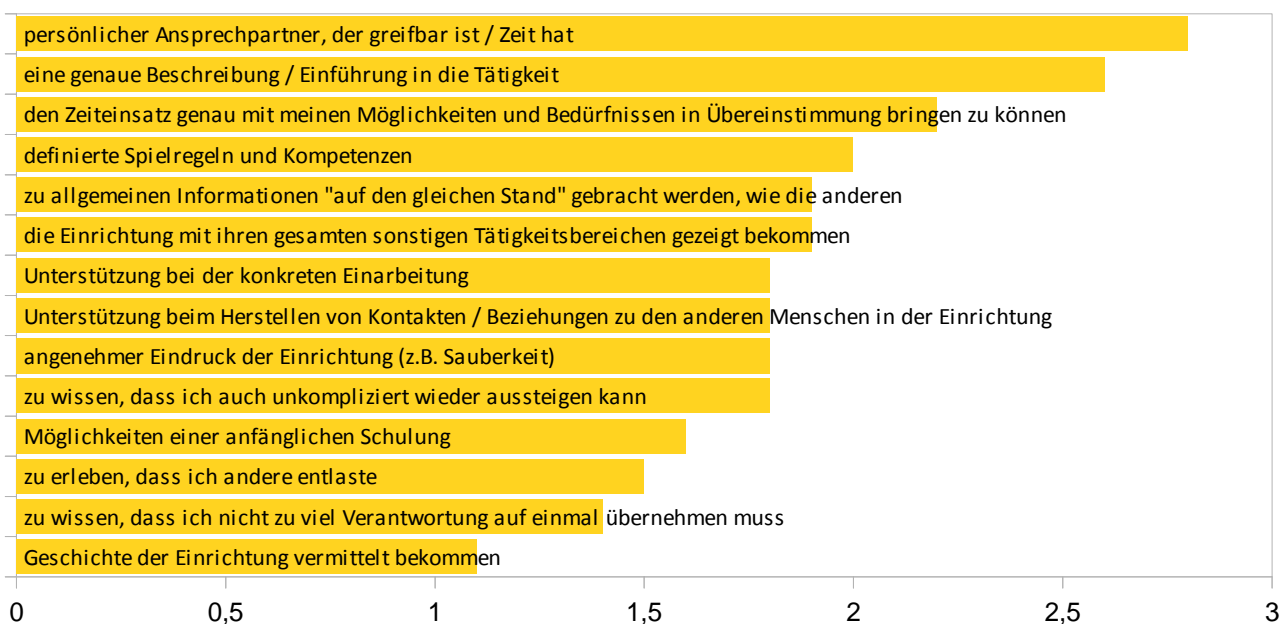 persönlicher Ansprechpartner, der greifbar ist / Zeit hat
eine genaue Beschreibung / Einführung in die Tätigkeit
den Zeiteinsatz genau mit meinen Möglichkeiten und Bedürfnissen in Übereinstimmung bringen zu können
definierte Spielregeln und Kompetenzen
zu allgemeinen Informationen "auf den gleichen Stand" gebracht werden, wie die anderen
die Einrichtung mit ihren gesamten sonstigen Tätigkeitsbereichen gezeigt bekommen
Unterstützung bei der konkreten Einarbeitung
Unterstützung beim Herstellen von Kontakten / Beziehungen zu den anderen Menschen in der Einrichtung
angenehmer Eindruck der Einrichtung (z.B. Sauberkeit)
zu wissen, dass ich auch unkompliziert wieder aussteigen kann
Möglichkeiten einer anfänglichen Schulung
zu erleben, dass ich andere entlaste
zu wissen, dass ich nicht zu viel Verantwortung auf einmal übernehmen muss
Geschichte der Einrichtung vermittelt bekommen
0 0,5 1 1,5 2 2,5 3